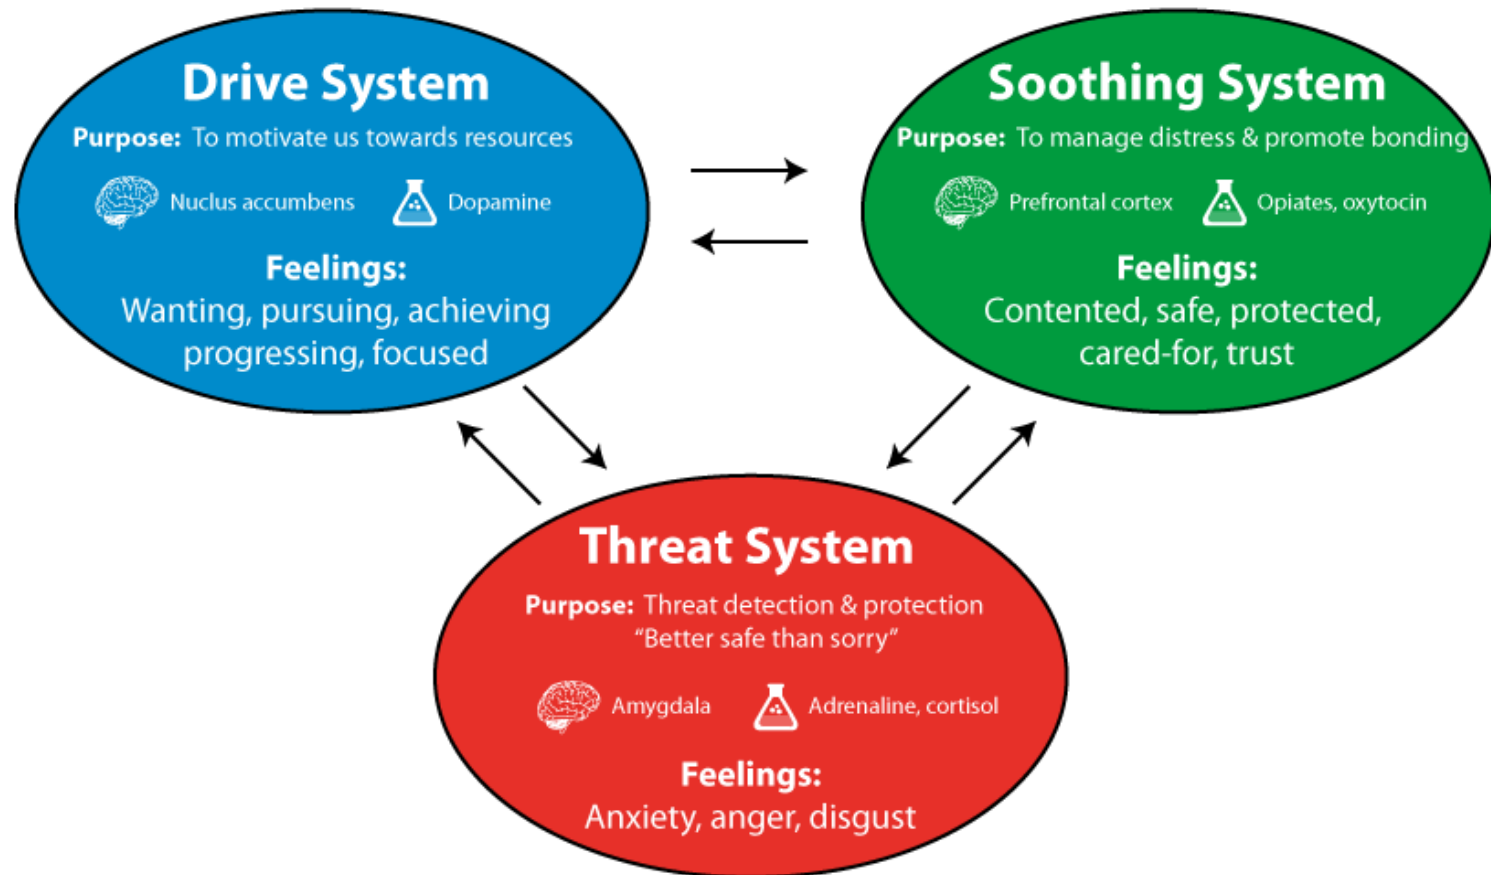 Drive System
Purpose: To motivate us towards resources
Nuclus accumbens
Dopamine
Feelings:
Wanting, pursuing, achieving
progressing, focused
Soothing System
Purpose: To manage distress & promote bonding
Prefrontal cortex
Opiates, oxytocin
Feelings:
Contented, safe, protected,
cared-for, trust
Threat System
Purpose: Threat detection & protection
“Better safe than sorry”
Amygdala
Adrenaline, cortisol
Feelings:
Anxiety, anger, disgust